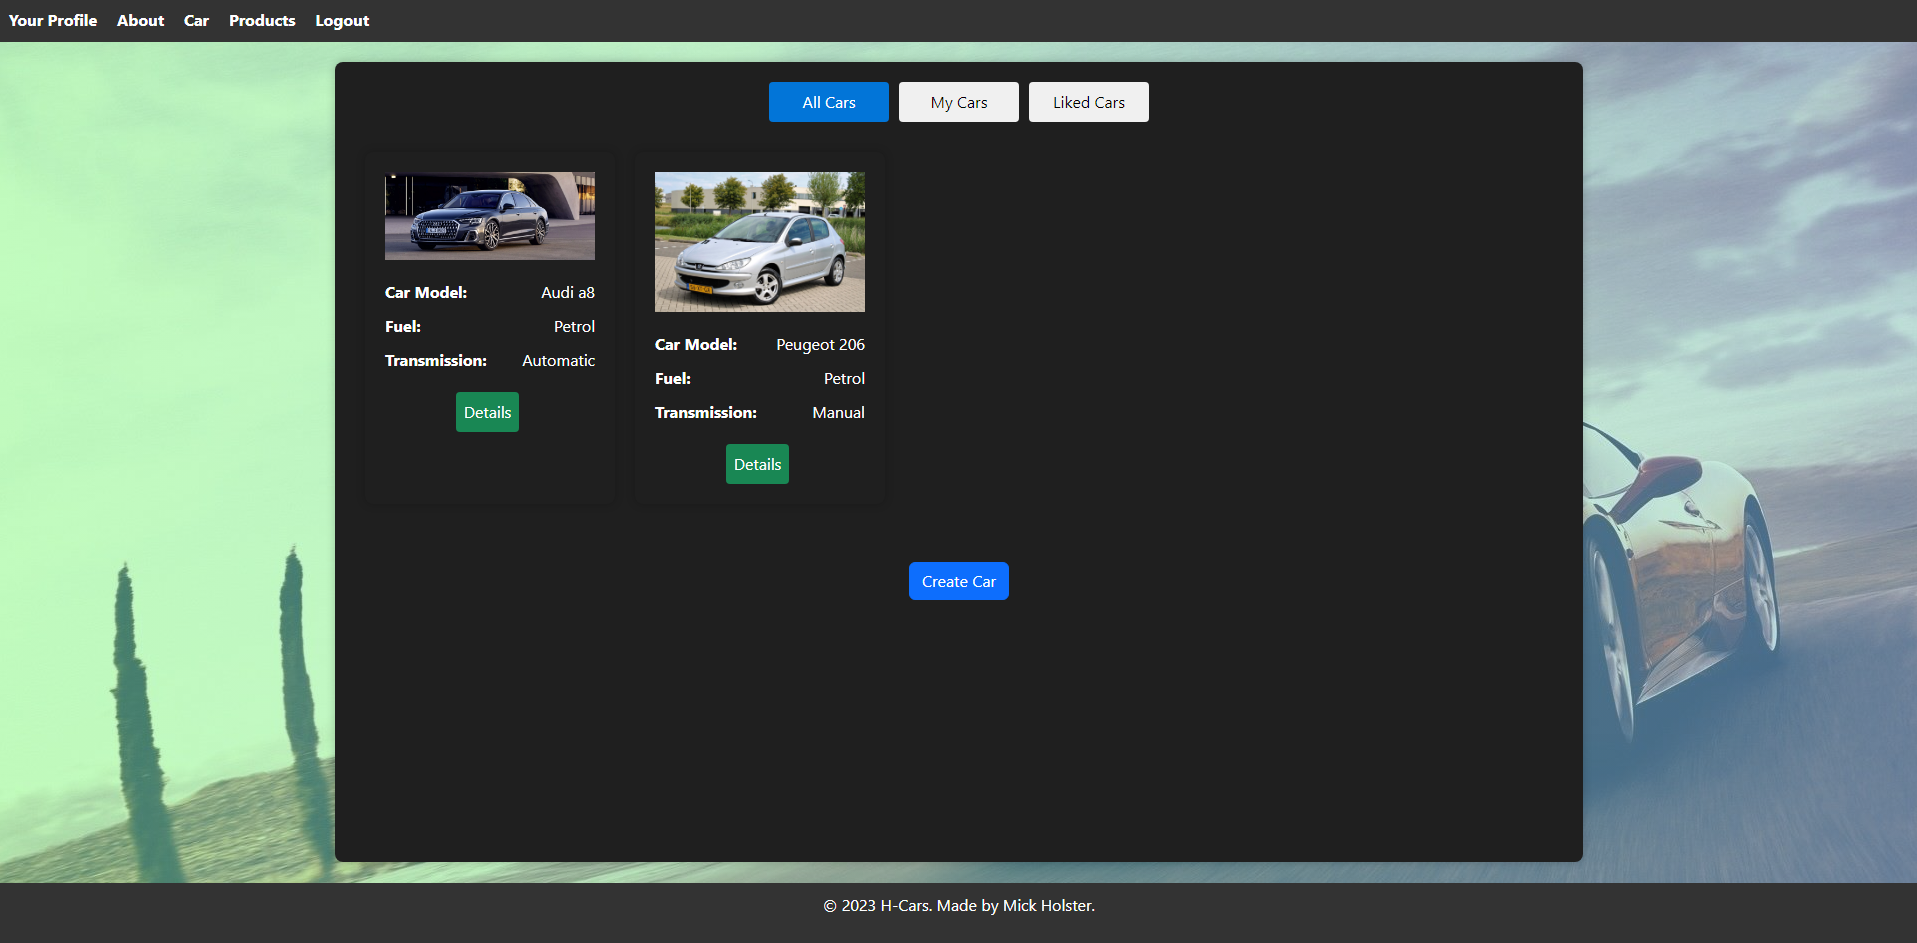 Your Profile About Car Products Logout
All Cars My Cars Liked Cars
Car Model: Audi a8
Fuel: Petrol
Transmission: Automatic
Details
Car Model: Peugeot 206
Fuel: Petrol
Transmission: Manual
Details
Create Car
© 2023 H-Cars. Made by Mick Holster.